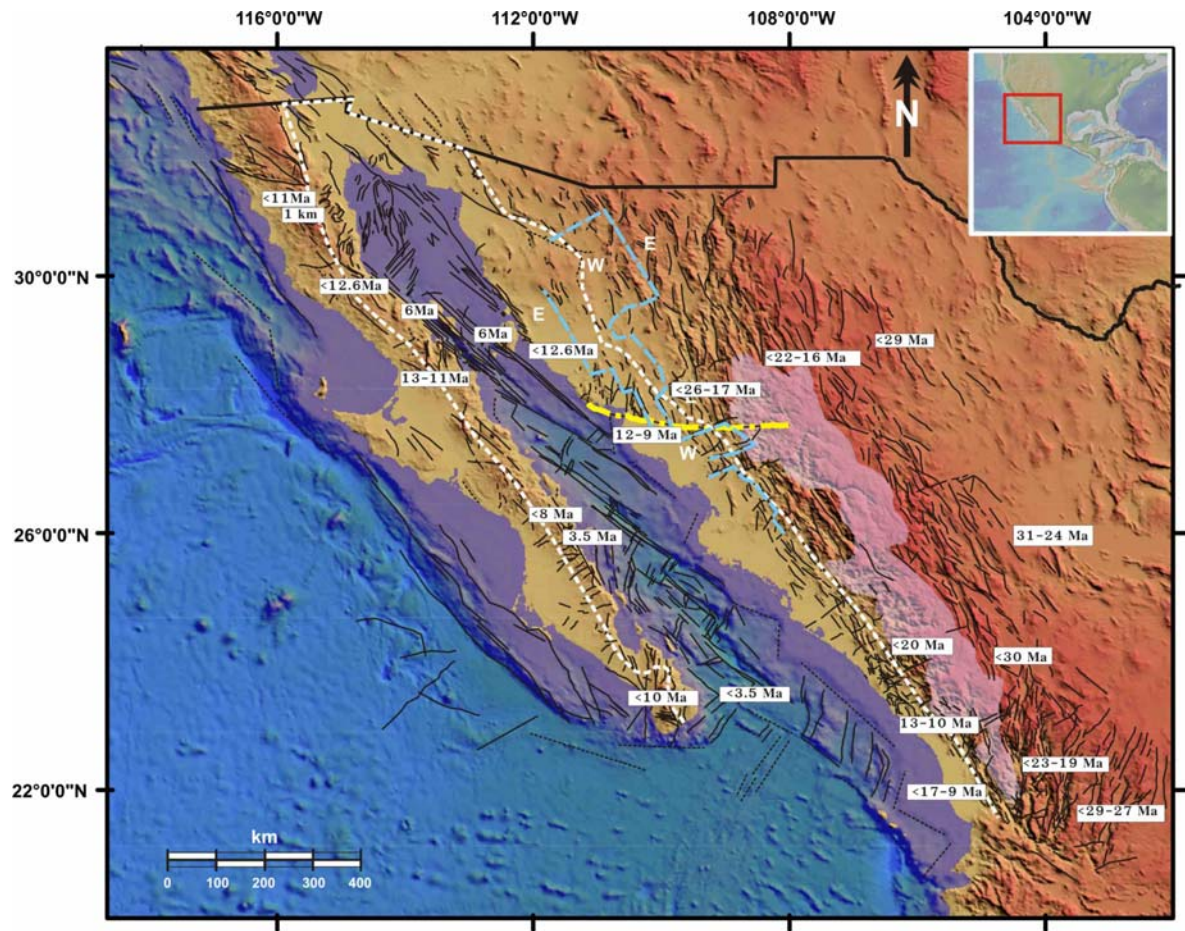 116°0'0"W
112°0'0"W
108°0'0"W
104°0'0"W
N
30°0'0"N
26°0'0"N
22°0'0"N
<11Ma
1 km
E
W
<12.6Ma
6Ma
E
6Ma
<12.6Ma
<29 Ma
<22-16 Ma
13-11Ma
<26-17 Ma
12-9 Ma
W
<8 Ma
3.5 Ma
31-24 Ma
<20 Ma
<30 Ma
<10 Ma
<3.5 Ma
13-10 Ma
<23-19 Ma
<17-9 Ma
<29-27 Ma
km
0 100 200 300 400